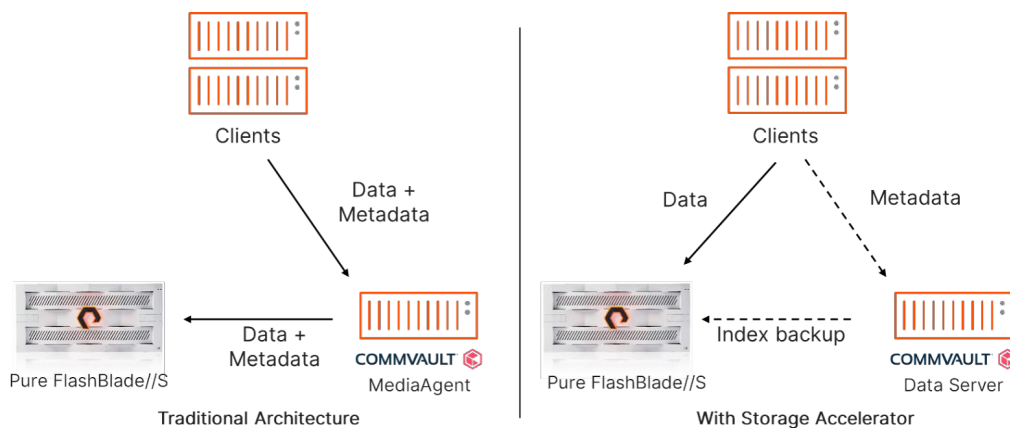 Clients
Data +
Metadata
Data +
Metadata
COMMVAULT
Pure FlashBlade//S
MediaAgent
Traditional Architecture
Clients
Data
Metadata
Index backup
COMMVAULT
Pure FlashBlade//S
Data Server
With Storage Accelerator